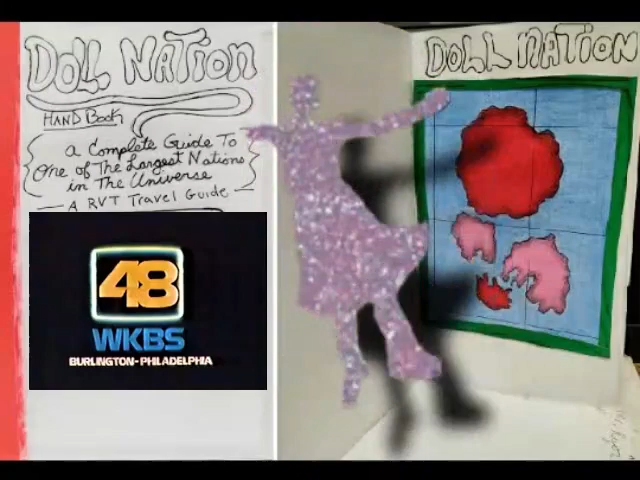 DOLL NATION
HAND Book
A Complete Guide To
One of The Largest Nations
in The Universe
— A RVT Travel Guide —
48
WKBS
BURLINGTON-PHILADELPHIA
DOLL NATION